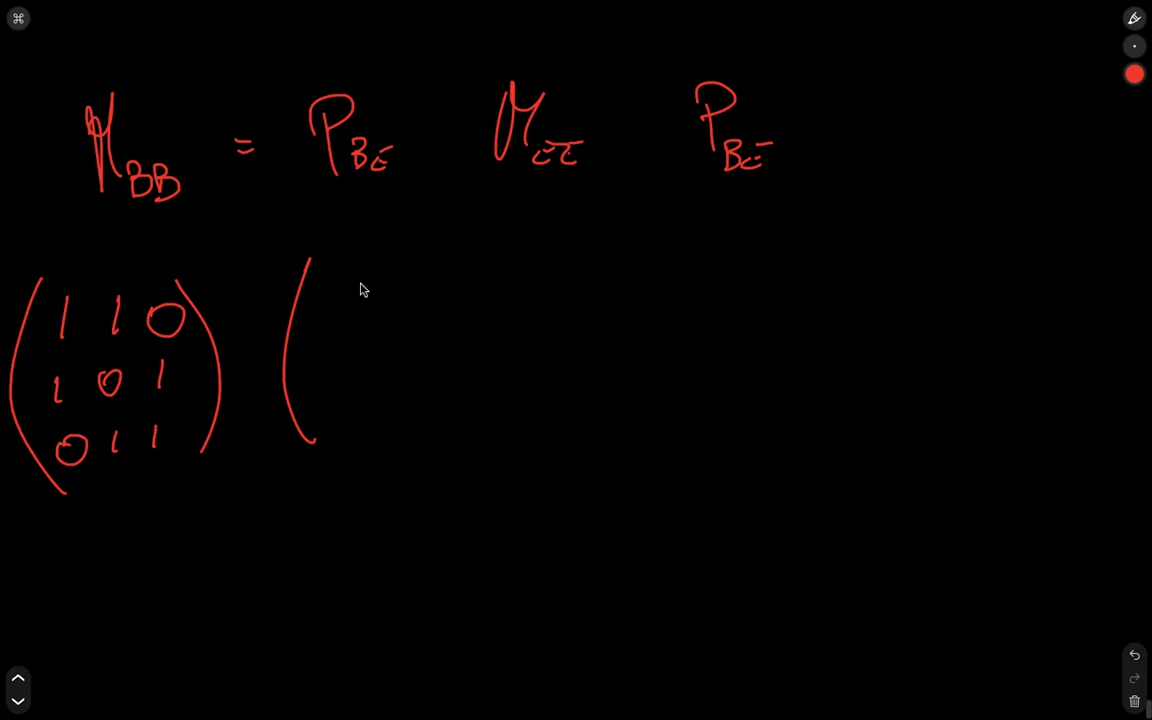 M_BB = P_BE M_EE P_BE
( 1 1 0 ) (
1 0 1
0 1 1